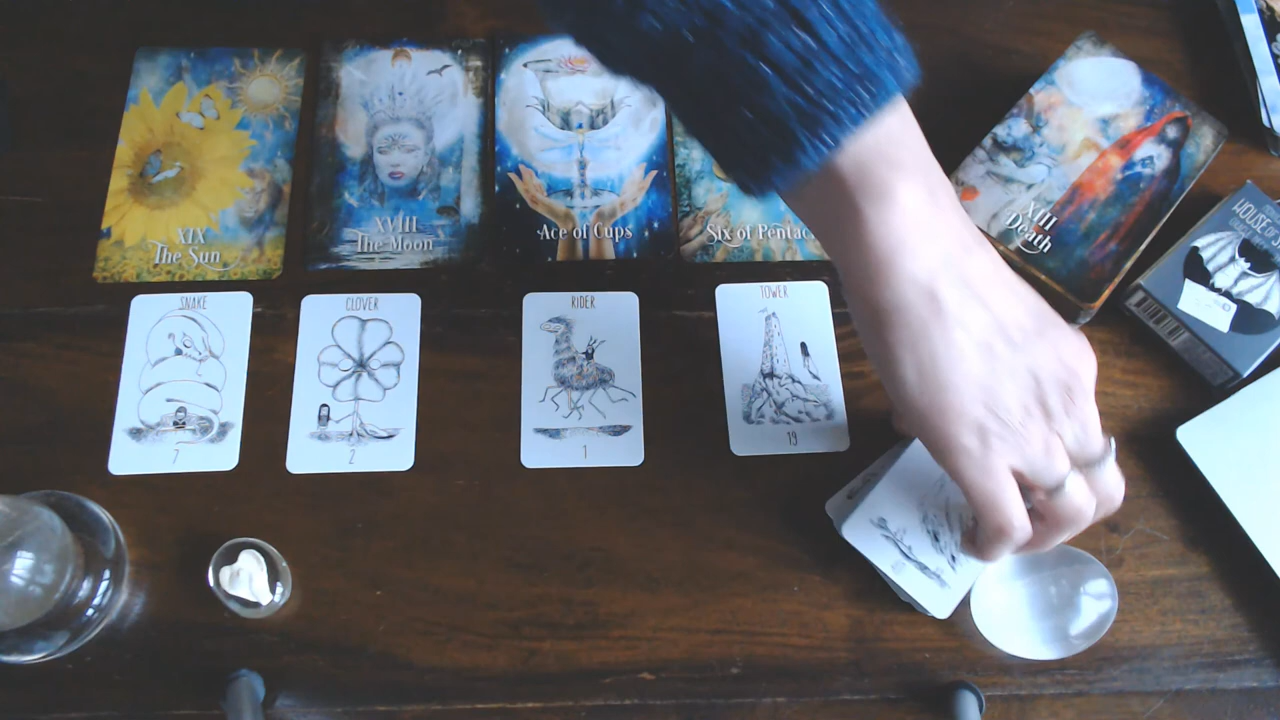 XIX
The Sun
XVIII
The Moon
Ace of Cups
Six of Pentac
XIII
Death
HOUSE OF
SNAKE
7
CLOVER
2
RIDER
1
TOWER
19